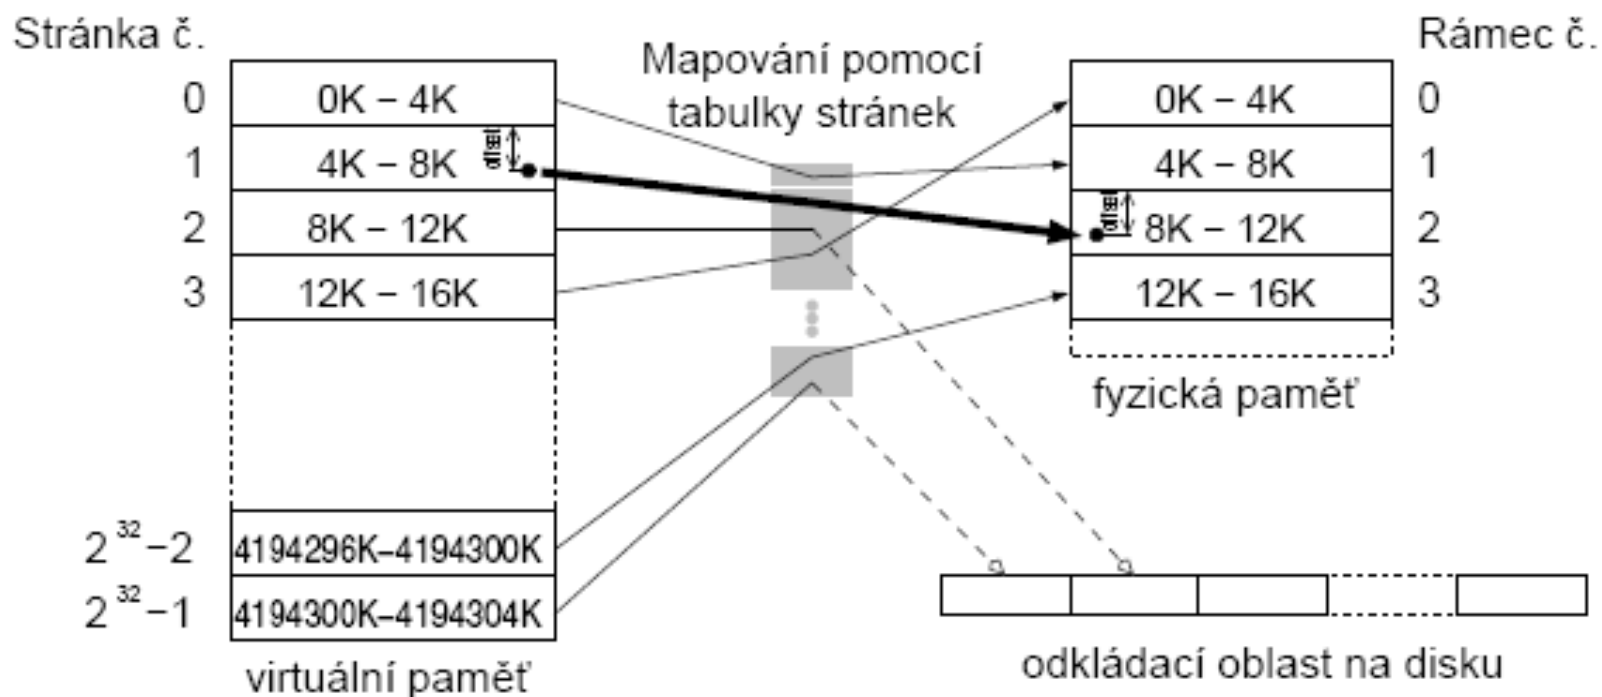 Stránka č.
Mapování pomocí
tabulky stránek
Rámec č.
0
0K – 4K
0K – 4K
0
1
4K – 8K
offset
4K – 8K
1
2
8K – 12K
offset
8K – 12K
2
3
12K – 16K
12K – 16K
3
fyzická paměť
2³²–2
4194296K–4194300K
2³²–1
4194300K–4194304K
virtuální paměť
odkládací oblast na disku